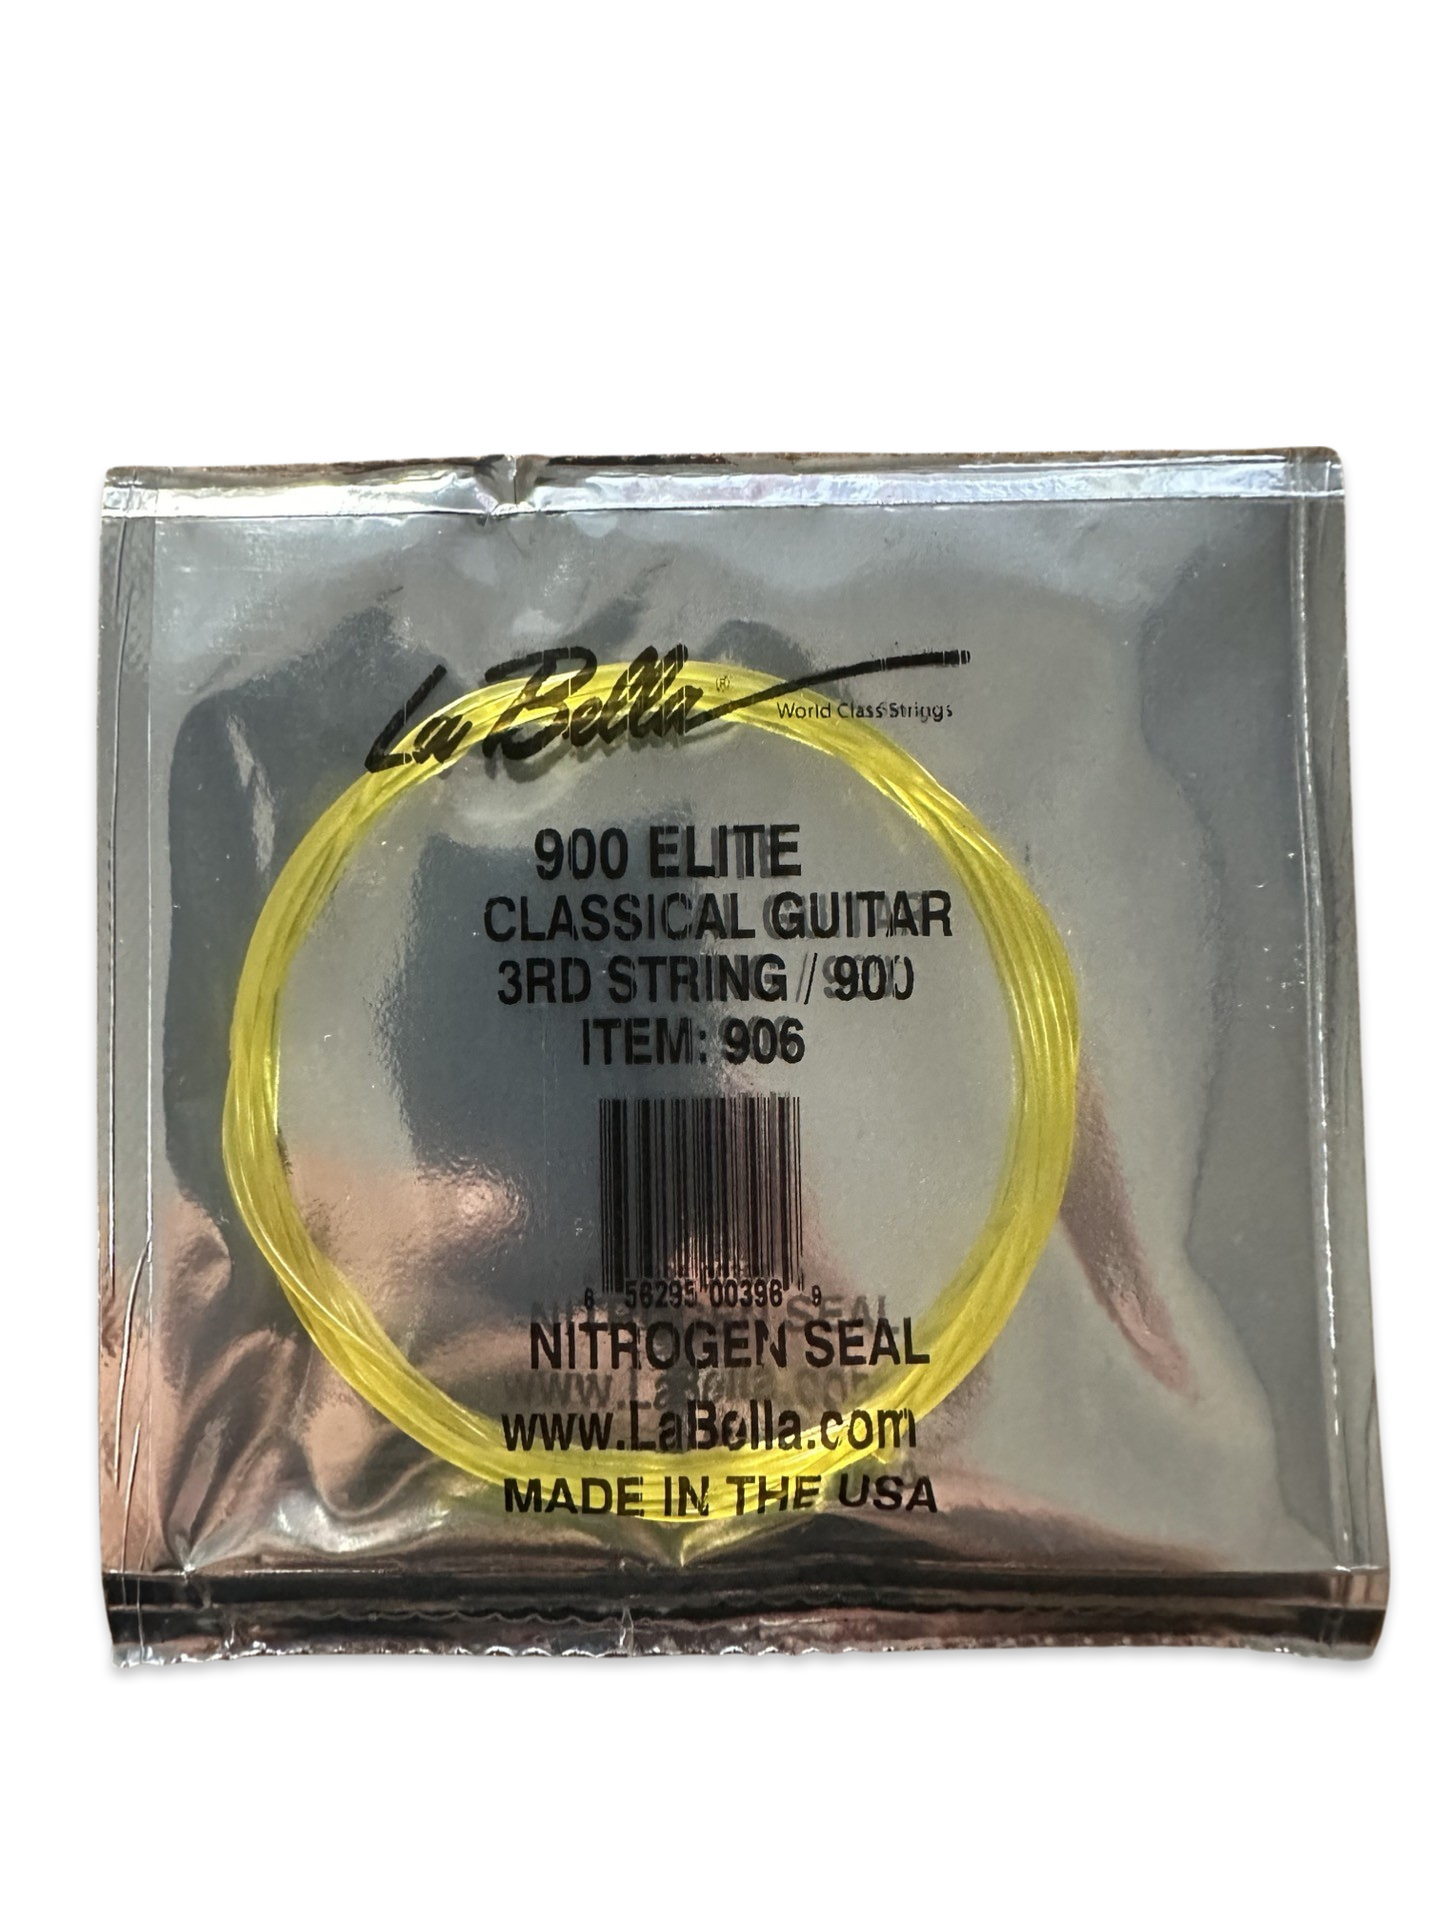 La Bella®
World Class Strings
900 ELITE
CLASSICAL GUITAR
3RD STRING / 900
ITEM: 906
6 56295 00396 9
NITROGEN SEAL
www.LaBella.com
MADE IN THE USA